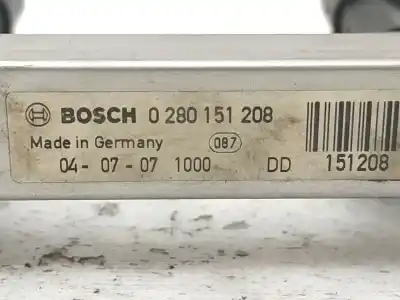 BOSCH 0 280 151 208
Made in Germany 087
04-07-07 1000 DD 151208